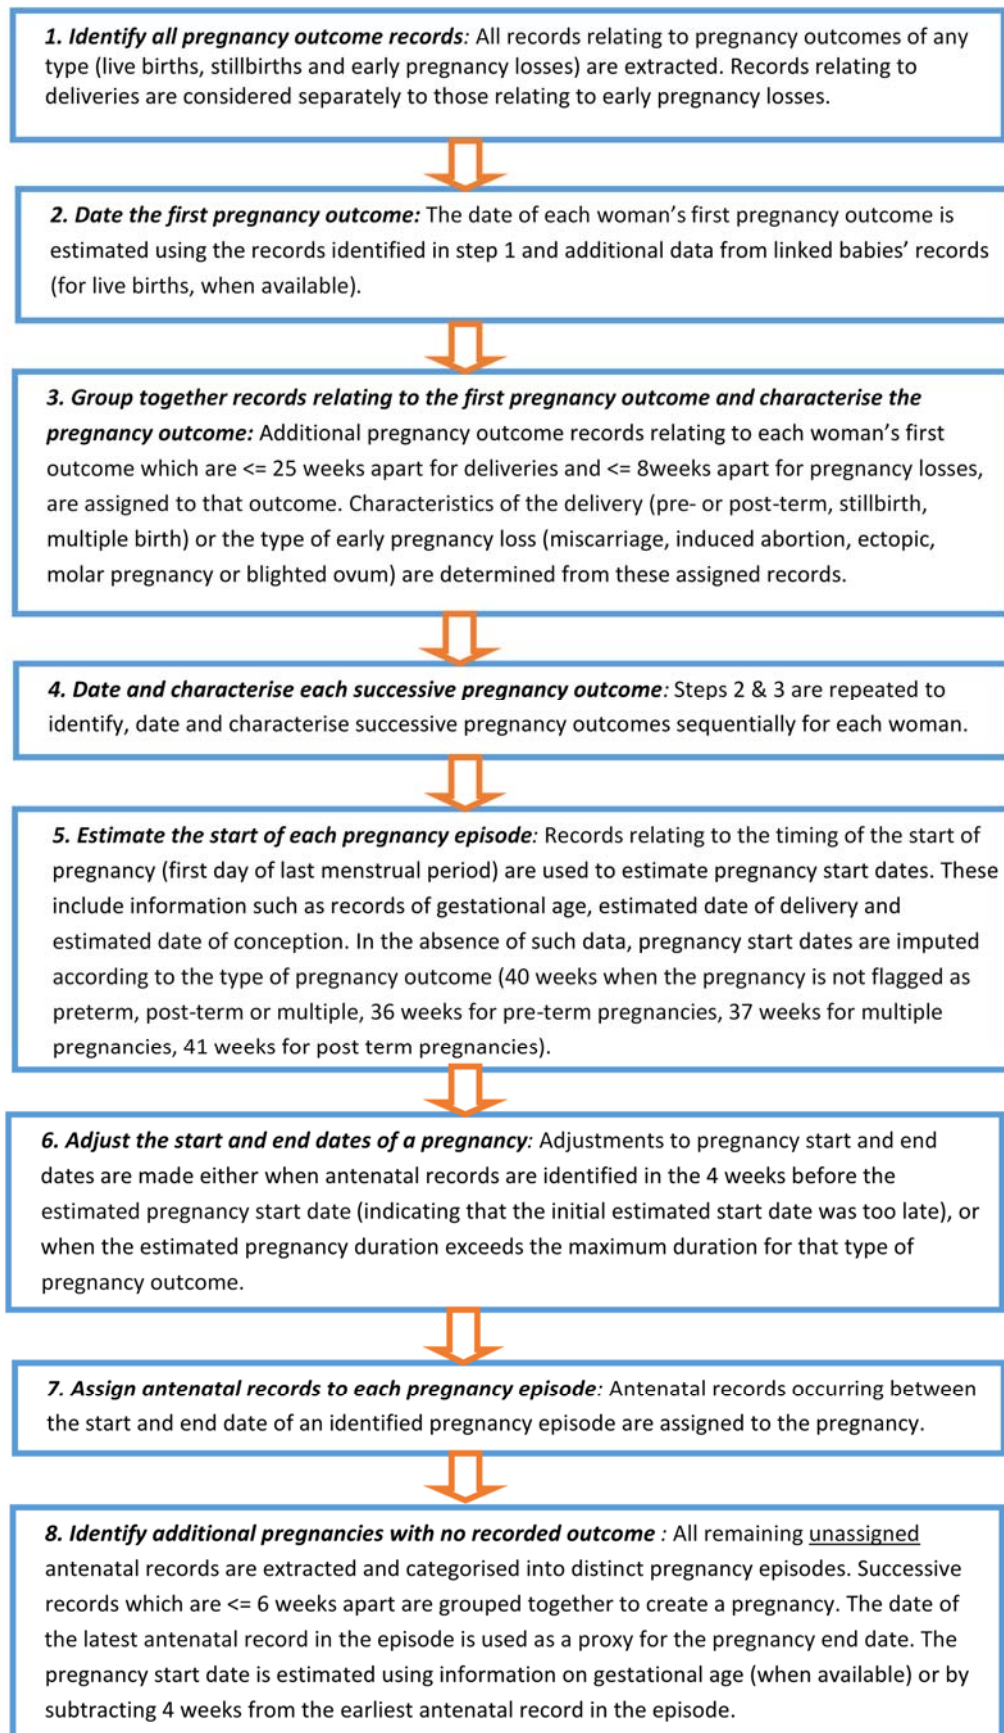 1. Identify all pregnancy outcome records: All records relating to pregnancy outcomes of any
type (live births, stillbirths and early pregnancy losses) are extracted. Records relating to
deliveries are considered separately to those relating to early pregnancy losses.
2. Date the first pregnancy outcome: The date of each woman's first pregnancy outcome is
estimated using the records identified in step 1 and additional data from linked babies' records
(for live births, when available).
3. Group together records relating to the first pregnancy outcome and characterise the
pregnancy outcome: Additional pregnancy outcome records relating to each woman's first
outcome which are <= 25 weeks apart for deliveries and <= 8weeks apart for pregnancy losses,
are assigned to that outcome. Characteristics of the delivery (pre- or post-term, stillbirth,
multiple birth) or the type of early pregnancy loss (miscarriage, induced abortion, ectopic,
molar pregnancy or blighted ovum) are determined from these assigned records.
4. Date and characterise each successive pregnancy outcome: Steps 2 & 3 are repeated to
identify, date and characterise successive pregnancy outcomes sequentially for each woman.
5. Estimate the start of each pregnancy episode: Records relating to the timing of the start of
pregnancy (first day of last menstrual period) are used to estimate pregnancy start dates. These
include information such as records of gestational age, estimated date of delivery and
estimated date of conception. In the absence of such data, pregnancy start dates are imputed
according to the type of pregnancy outcome (40 weeks when the pregnancy is not flagged as
preterm, post-term or multiple, 36 weeks for pre-term pregnancies, 37 weeks for multiple
pregnancies, 41 weeks for post term pregnancies).
6. Adjust the start and end dates of a pregnancy: Adjustments to pregnancy start and end
dates are made either when antenatal records are identified in the 4 weeks before the
estimated pregnancy start date (indicating that the initial estimated start date was too late), or
when the estimated pregnancy duration exceeds the maximum duration for that type of
pregnancy outcome.
7. Assign antenatal records to each pregnancy episode: Antenatal records occurring between
the start and end date of an identified pregnancy episode are assigned to the pregnancy.
8. Identify additional pregnancies with no recorded outcome : All remaining unassigned
antenatal records are extracted and categorised into distinct pregnancy episodes. Successive
records which are <= 6 weeks apart are grouped together to create a pregnancy. The date of
the latest antenatal record in the episode is used as a proxy for the pregnancy end date. The
pregnancy start date is estimated using information on gestational age (when available) or by
subtracting 4 weeks from the earliest antenatal record in the episode.